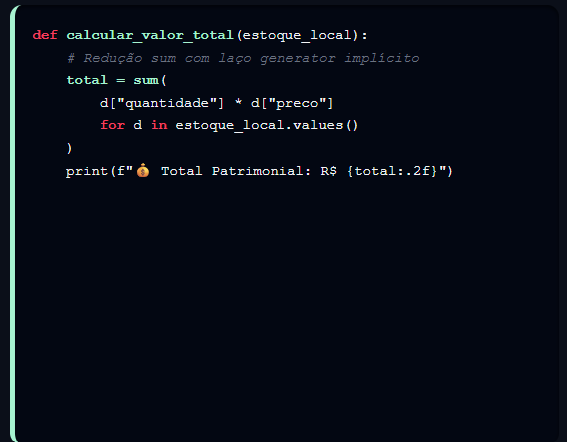 def calcular_valor_total(estoque_local):
    # Redução sum com laço generator implícito
    total = sum(
        d["quantidade"] * d["preco"]
        for d in estoque_local.values()
    )
    print(f"💰 Total Patrimonial: R$ {total:.2f}")